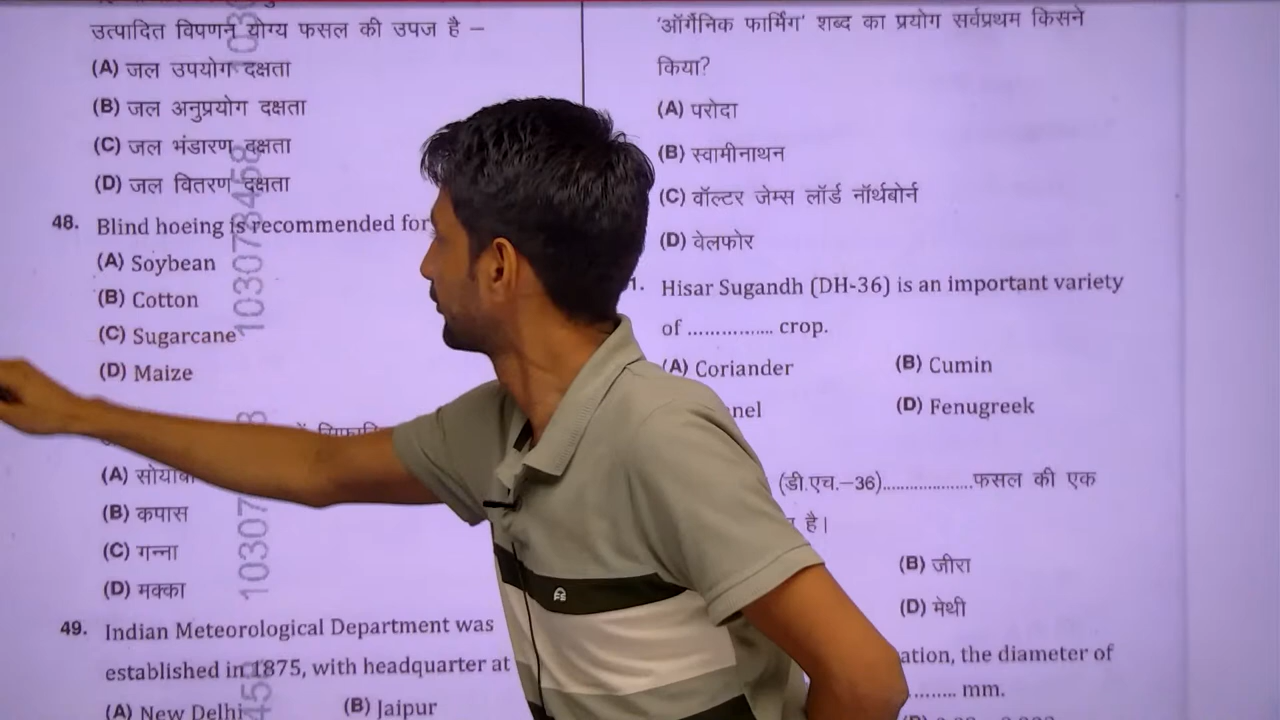 उत्पादित विपणन योग्य फसल की उपज है –
(A) जल उपयोग दक्षता
(B) जल अनुप्रयोग दक्षता
(C) जल भंडारण दक्षता
(D) जल वितरण दक्षता
48. Blind hoeing is recommended for
(A) Soybean
(B) Cotton
(C) Sugarcane
(D) Maize
(A)
(B) कपास
(C) गन्ना
(D) मक्का
49. Indian Meteorological Department was
established in 1875, with headquarter at
(A) New Delhi (B) Jaipur
'ऑर्गेनिक फार्मिंग' शब्द का प्रयोग सर्वप्रथम किसने
किया?
(A) परोदा
(B) स्वामीनाथन
(C) वॉल्टर जेम्स लॉर्ड नॉर्थबोर्न
(D) वेलफोर
1. Hisar Sugandh (DH-36) is an important variety
of ................ crop.
(A) Coriander (B) Cumin
nel (D) Fenugreek
(डी.एच.–36)....................फसल की एक
है।
(B) जीरा
(D) मेथी
ation, the diameter of
......... mm.
FS